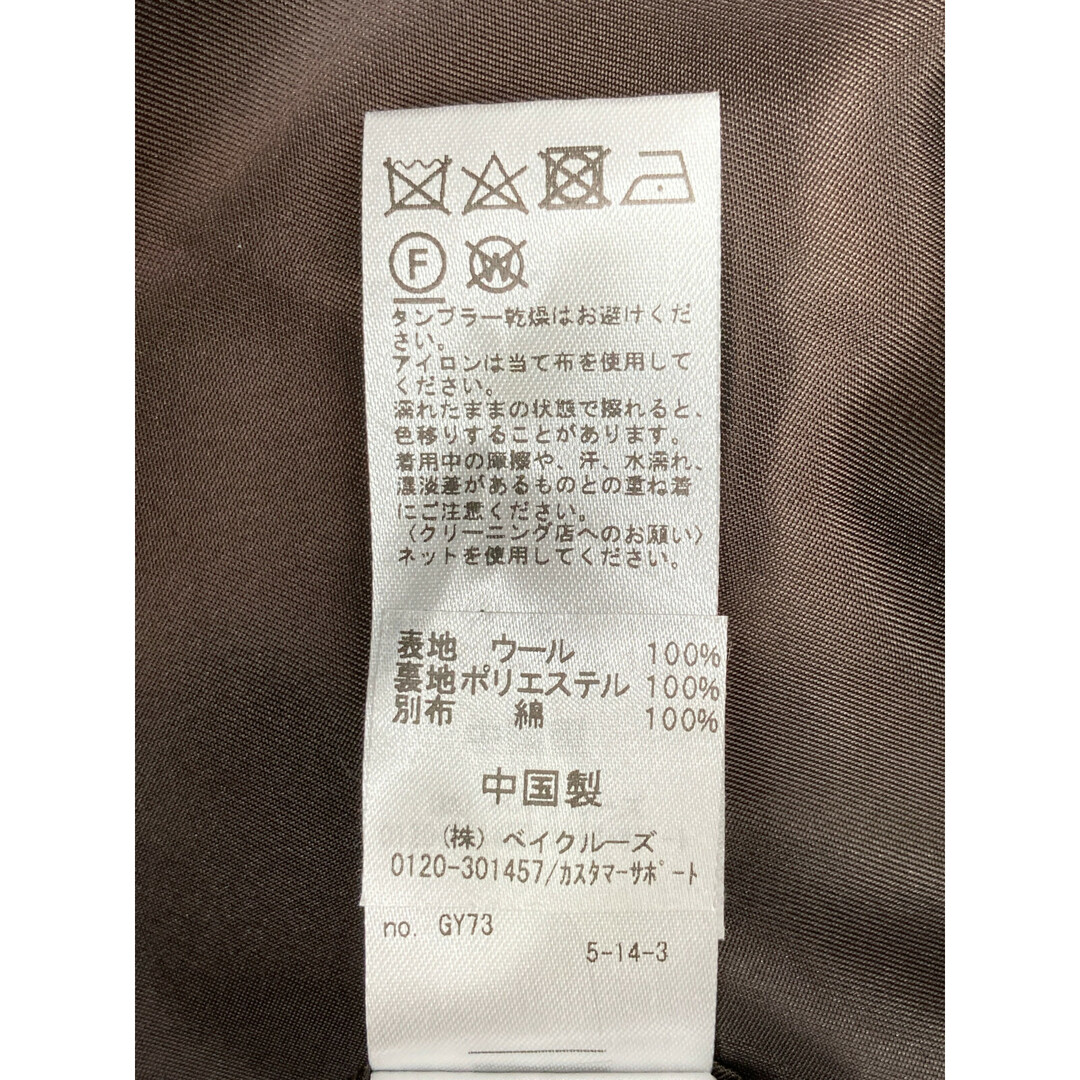 F W
タンブラー乾燥はお避けくだ
さい。
アイロンは当て布を使用して
ください。
濡れたままの状態で擦れると、
色移りすることがあります。
着用中の摩擦や、汗、水濡れ、
濃淡差があるものとの重ね着
にご注意ください。
〈クリーニング店へのお願い〉
ネットを使用してください。
表地 ウール 100%
裏地ポリエステル 100%
別布 綿 100%
中国製
(株) ベイクルーズ
0120-301457/カスタマーサポート
no. GY73
5-14-3